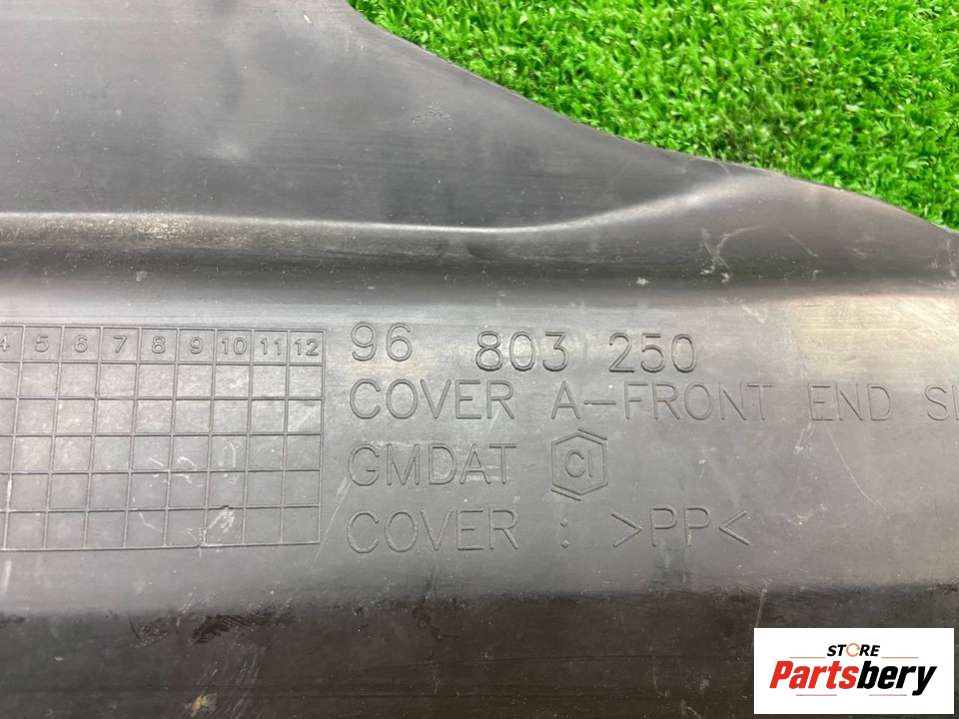 4 5 6 7 8 9 10 11 12
96 803 250
COVER A-FRONT END
GMDAT CI
COVER : >PP<
STORE
Partsbery